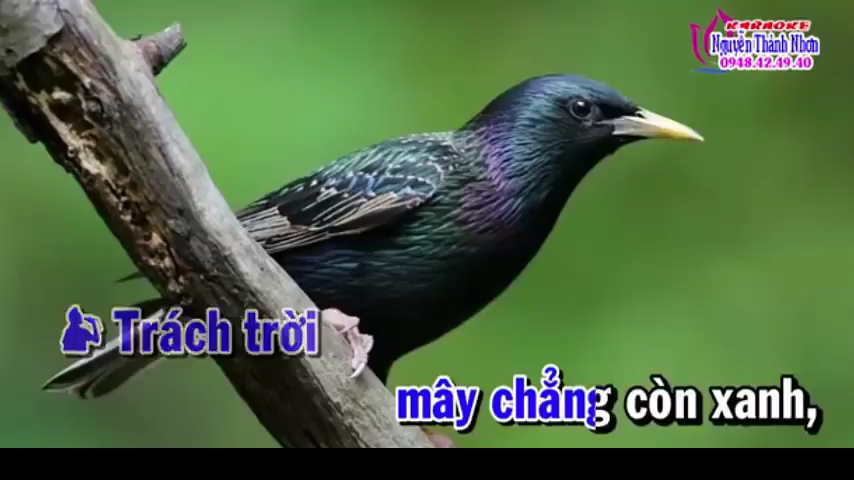 KARAOKE
Nguyễn Thành Nhơn
0948.42.49.40
Trách trời
mây chẳng còn xanh,